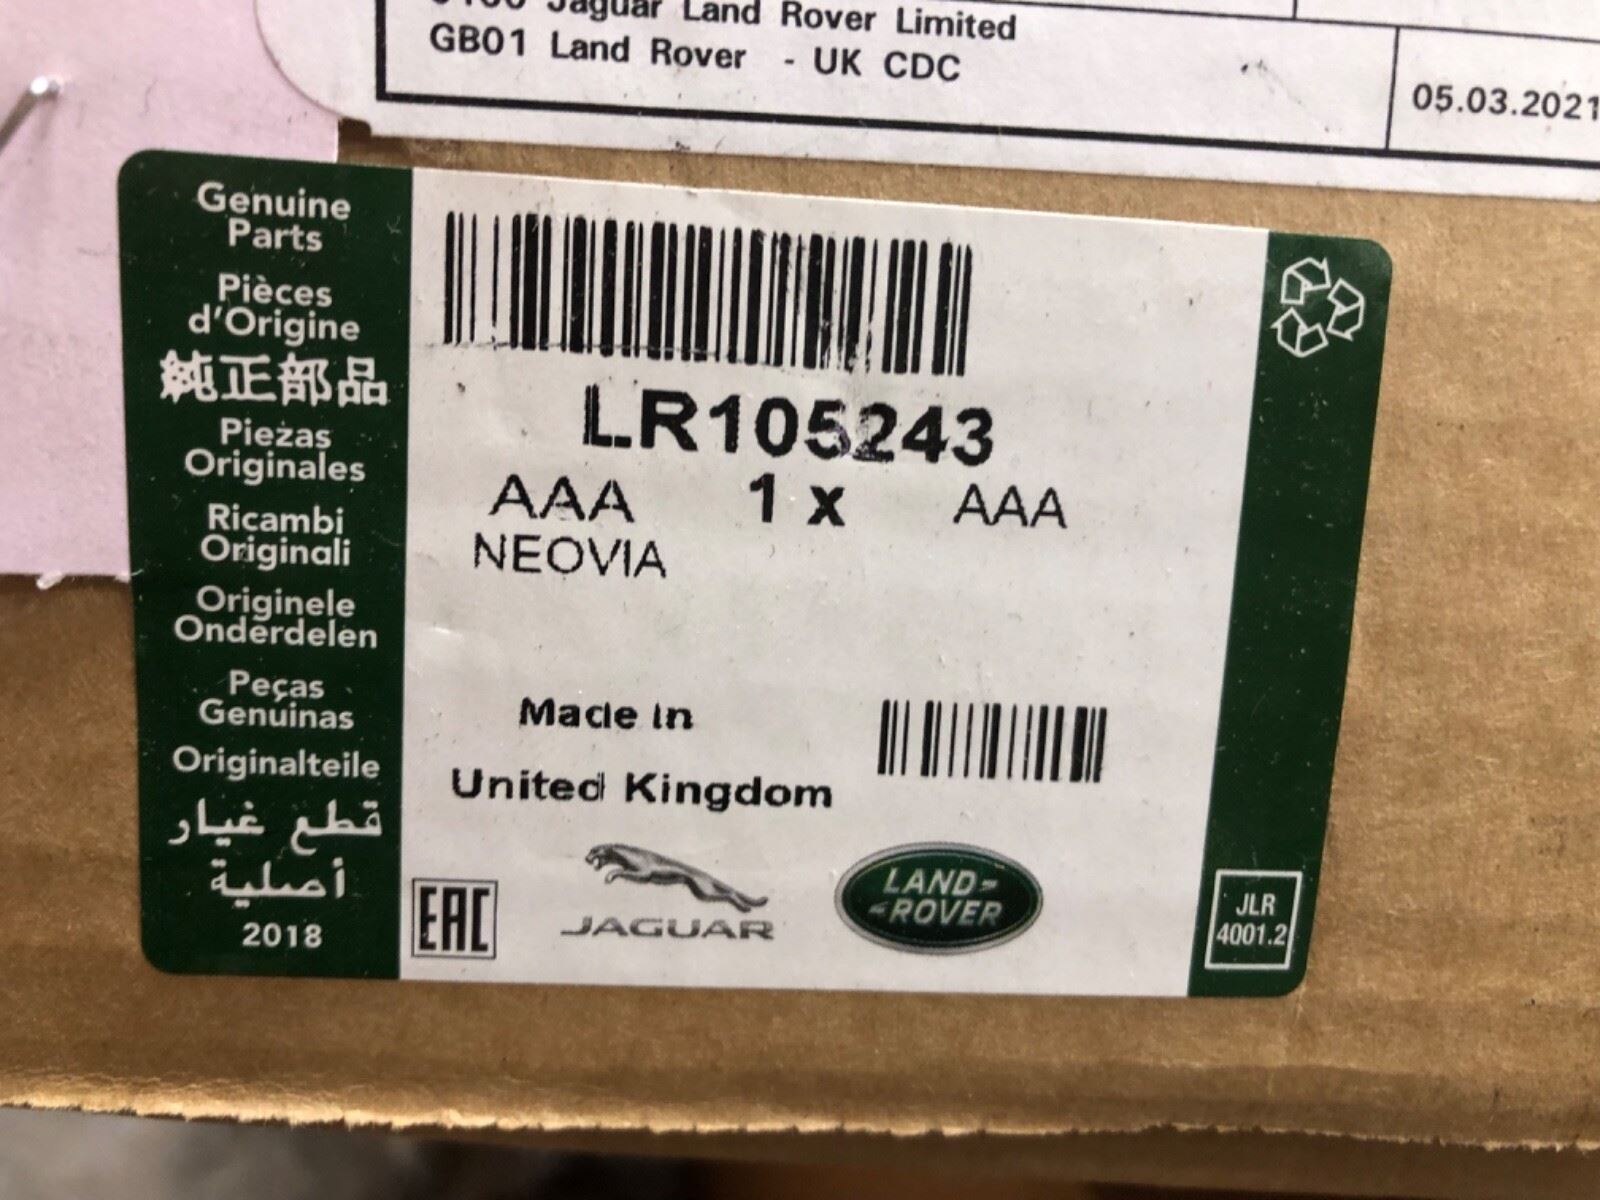 Jaguar Land Rover Limited
GB01 Land Rover - UK CDC
05.03.2021
Genuine
Parts
Pièces
d'Origine
純正部品
Piezas
Originales
Ricambi
Originali
Originele
Onderdelen
Peças
Genuinas
Originalteile
قطع غيار
أصلية
2018
LR105243
AAA 1 x AAA
NEOVIA
Made in
United Kingdom
EAC
JAGUAR
LAND-
-ROVER
JLR
4001.2